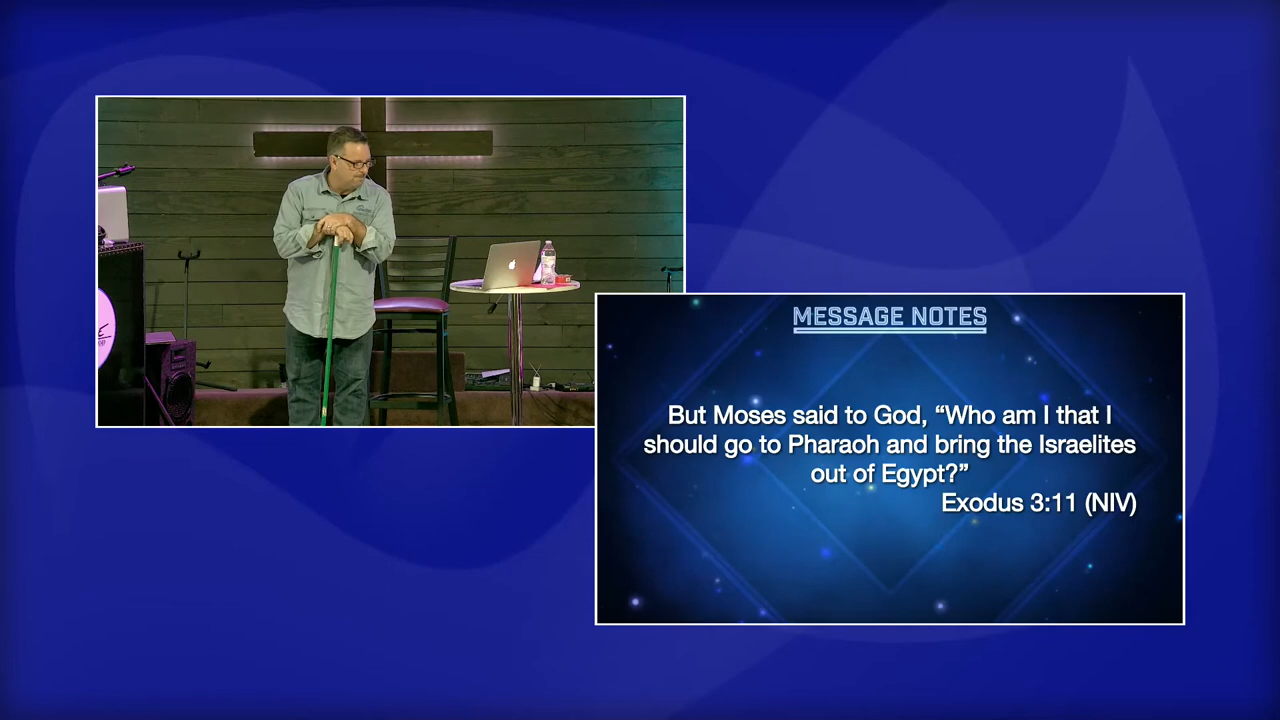 MESSAGE NOTES
But Moses said to God, “Who am I that I
should go to Pharaoh and bring the Israelites
out of Egypt?”
Exodus 3:11 (NIV)